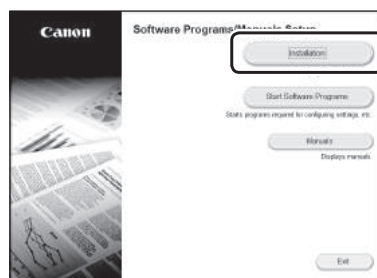 Canon
Software Programs/Manuals Setup
Installation
Start Software Programs
Starts programs required for configuring settings, etc.
Manuals
Displays manuals
Exit